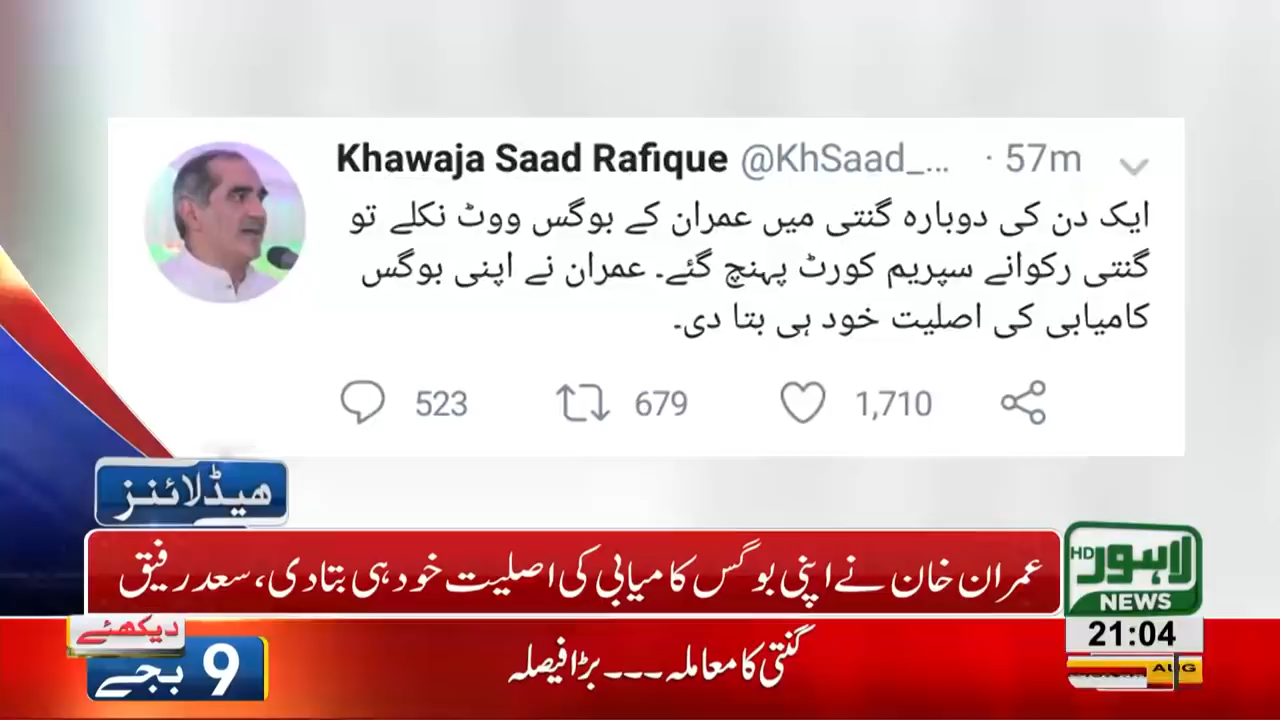 Khawaja Saad Rafique @KhSaad_... · 57m
ایک دن کی دوبارہ گنتی میں عمران کے بوگس ووٹ نکلے تو
گنتی رکوانے سپریم کورٹ پہنچ گئے۔ عمران نے اپنی بوگس
کامیابی کی اصلیت خود ہی بتا دی۔
523 679 1,710
ہیڈلائنز
عمران خان نے اپنی بوگس کامیابی کی اصلیت خود ہی بتا دی، سعد رفیق
لاہور HD
NEWS
21:04
AUG
دیکھئے
9 بجے
گنتی کا معاملہ ۔۔۔ بڑا فیصلہ